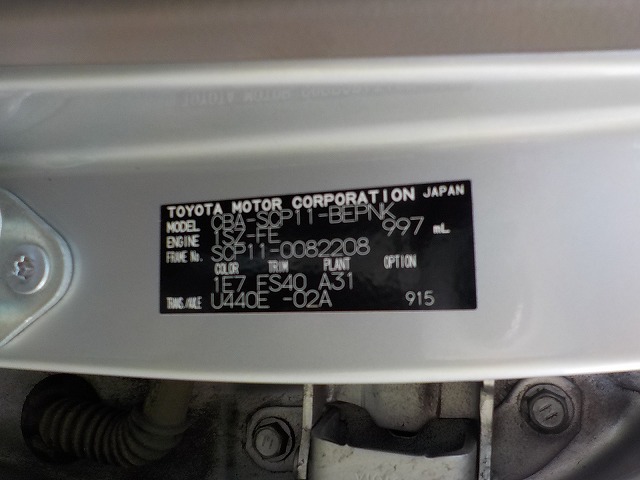 TOYOTA MOTOR CORPORATION JAPAN
MODEL CBA-SCP11-BEPNK
ENGINE 1SZ-FE 997 mL
FRAME No. SCP11-0082208
COLOR TRIM PLANT OPTION
1E7 FS40 A31
TRANS/AXLE U440E -02A 915